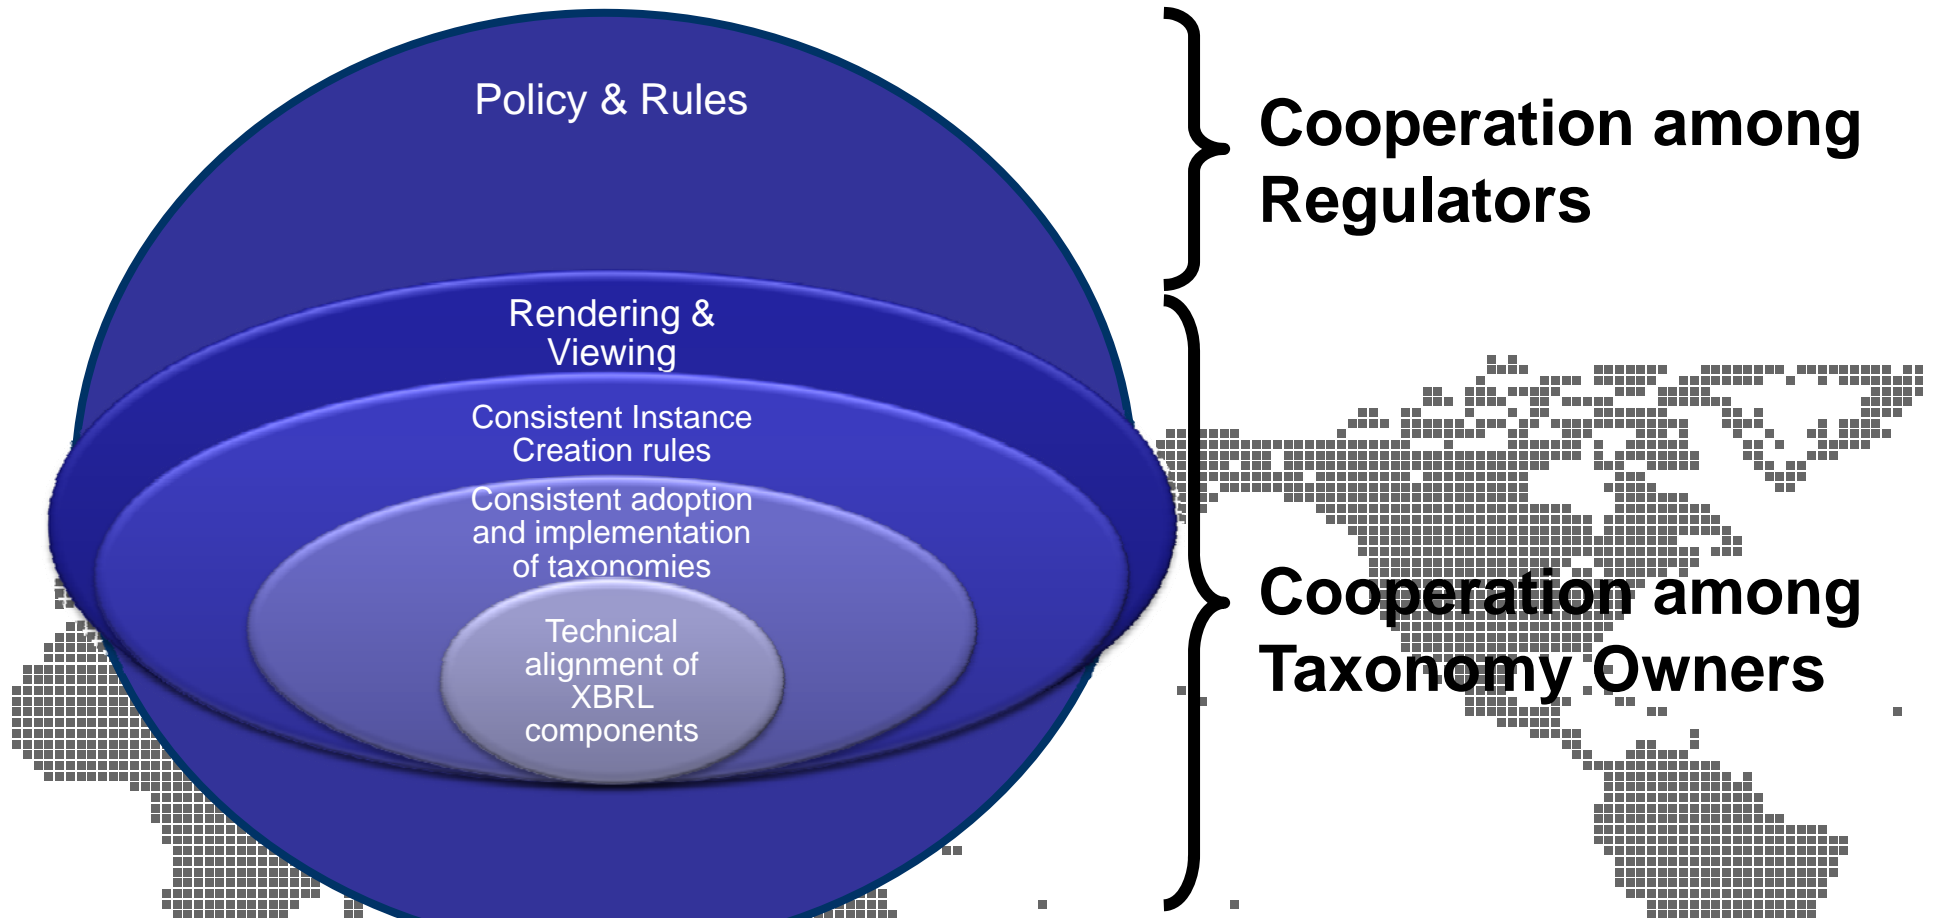 Policy & Rules
Cooperation among
Regulators
Rendering &
Viewing
Consistent Instance
Creation rules
Consistent adoption
and implementation
of taxonomies
Technical
alignment of
XBRL
components
Cooperation among
Taxonomy Owners